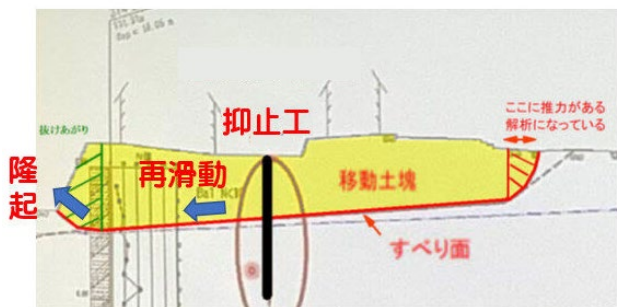 抜けあがり
抑止工
ここに推力がある
解析になっている
隆
起
再滑動
移動土塊
すべり面